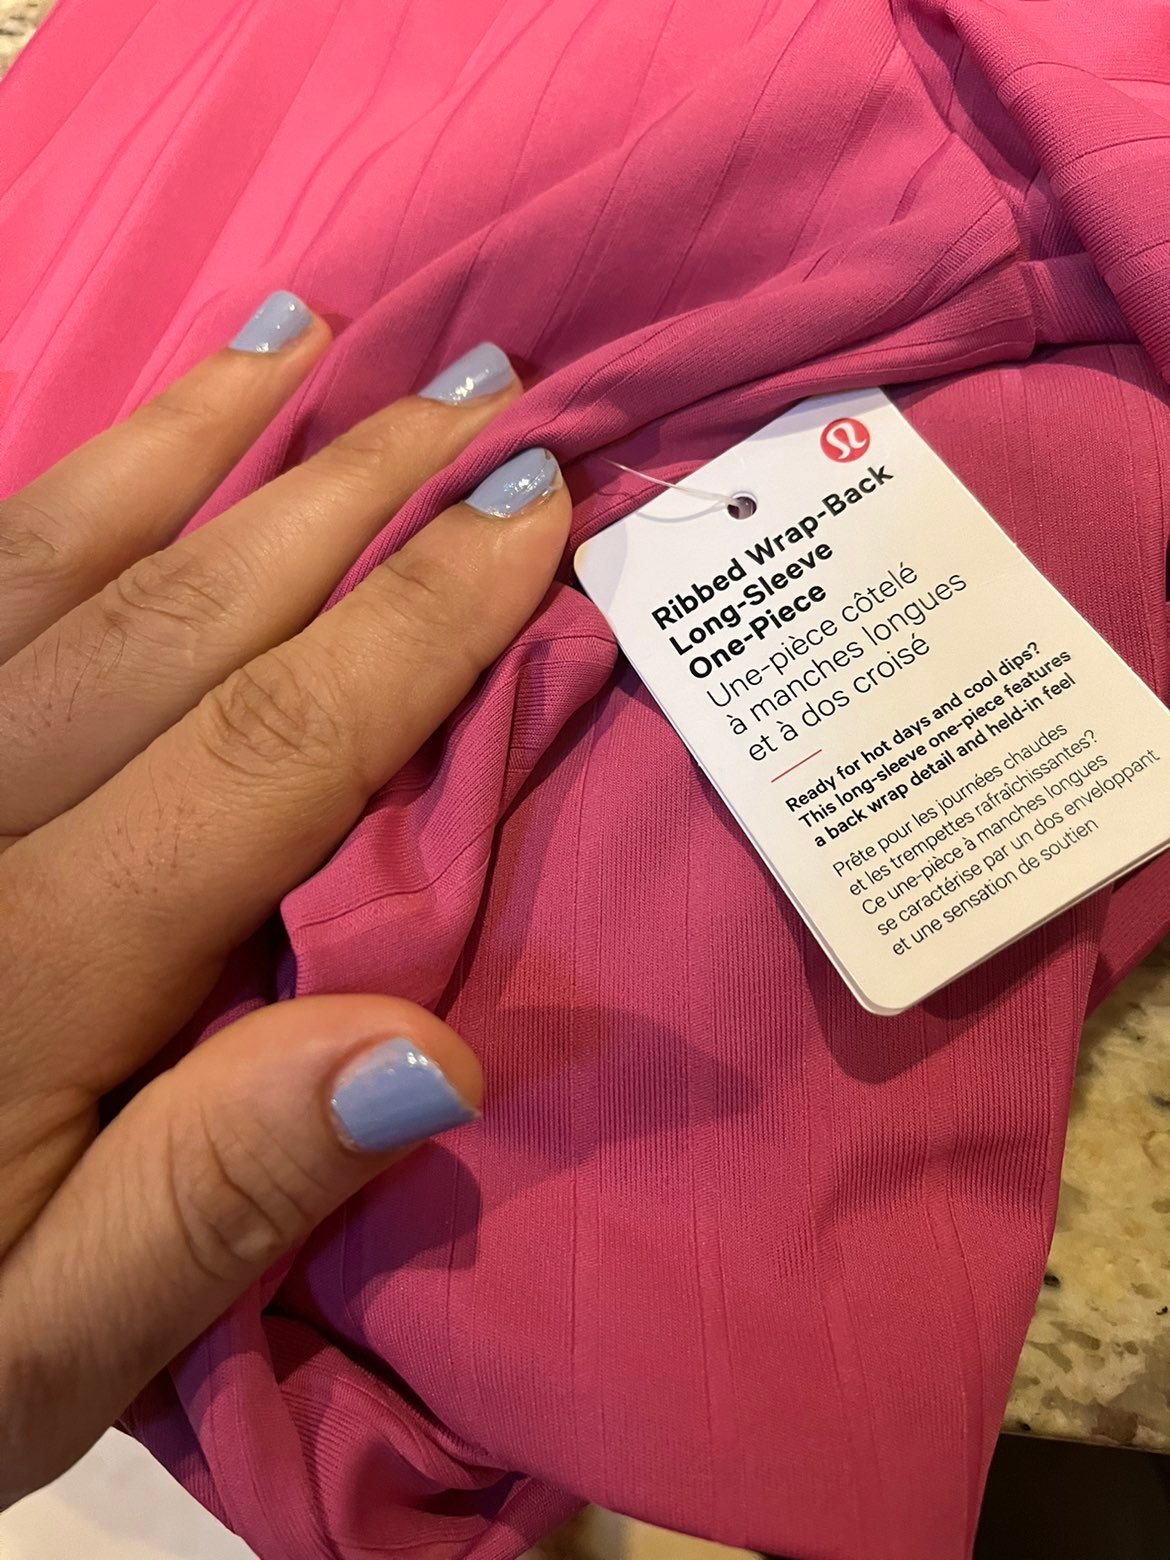 Ribbed Wrap-Back
Long-Sleeve
One-Piece
Une-pièce côtelé
à manches longues
et à dos croisé
Ready for hot days and cool dips?
This long-sleeve one-piece features
a back wrap detail and held-in feel
Prête pour les journées chaudes
et les trempettes rafraîchissantes?
Ce une-pièce à manches longues
se caractérise par un dos enveloppant
et une sensation de soutien